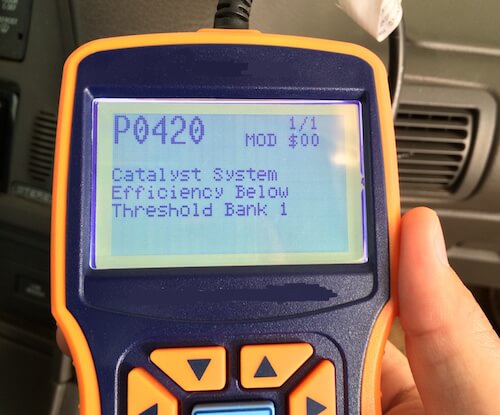 P0420
1/1
MOD $00
Catalyst System
Efficiency Below
Threshold Bank 1